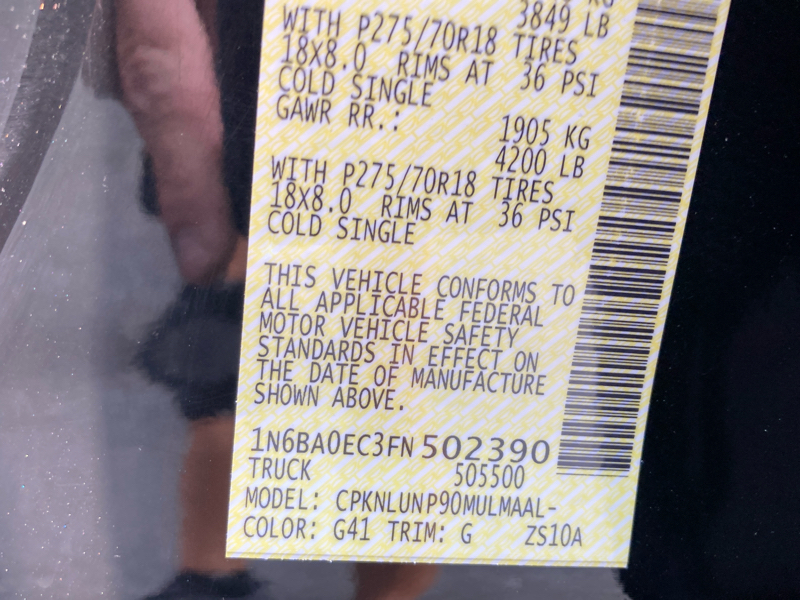 3849 LB
WITH P275/70R18 TIRES
18X8.0 RIMS AT 36 PSI
COLD SINGLE
GAWR RR.:
1905 KG
4200 LB
WITH P275/70R18 TIRES
18X8.0 RIMS AT 36 PSI
COLD SINGLE
THIS VEHICLE CONFORMS TO
ALL APPLICABLE FEDERAL
MOTOR VEHICLE SAFETY
STANDARDS IN EFFECT ON
THE DATE OF MANUFACTURE
SHOWN ABOVE.
1N6BA0EC3FN502390
TRUCK 505500
MODEL: CPKNLUNP90MULMAAL-
COLOR: G41 TRIM: G ZS10A